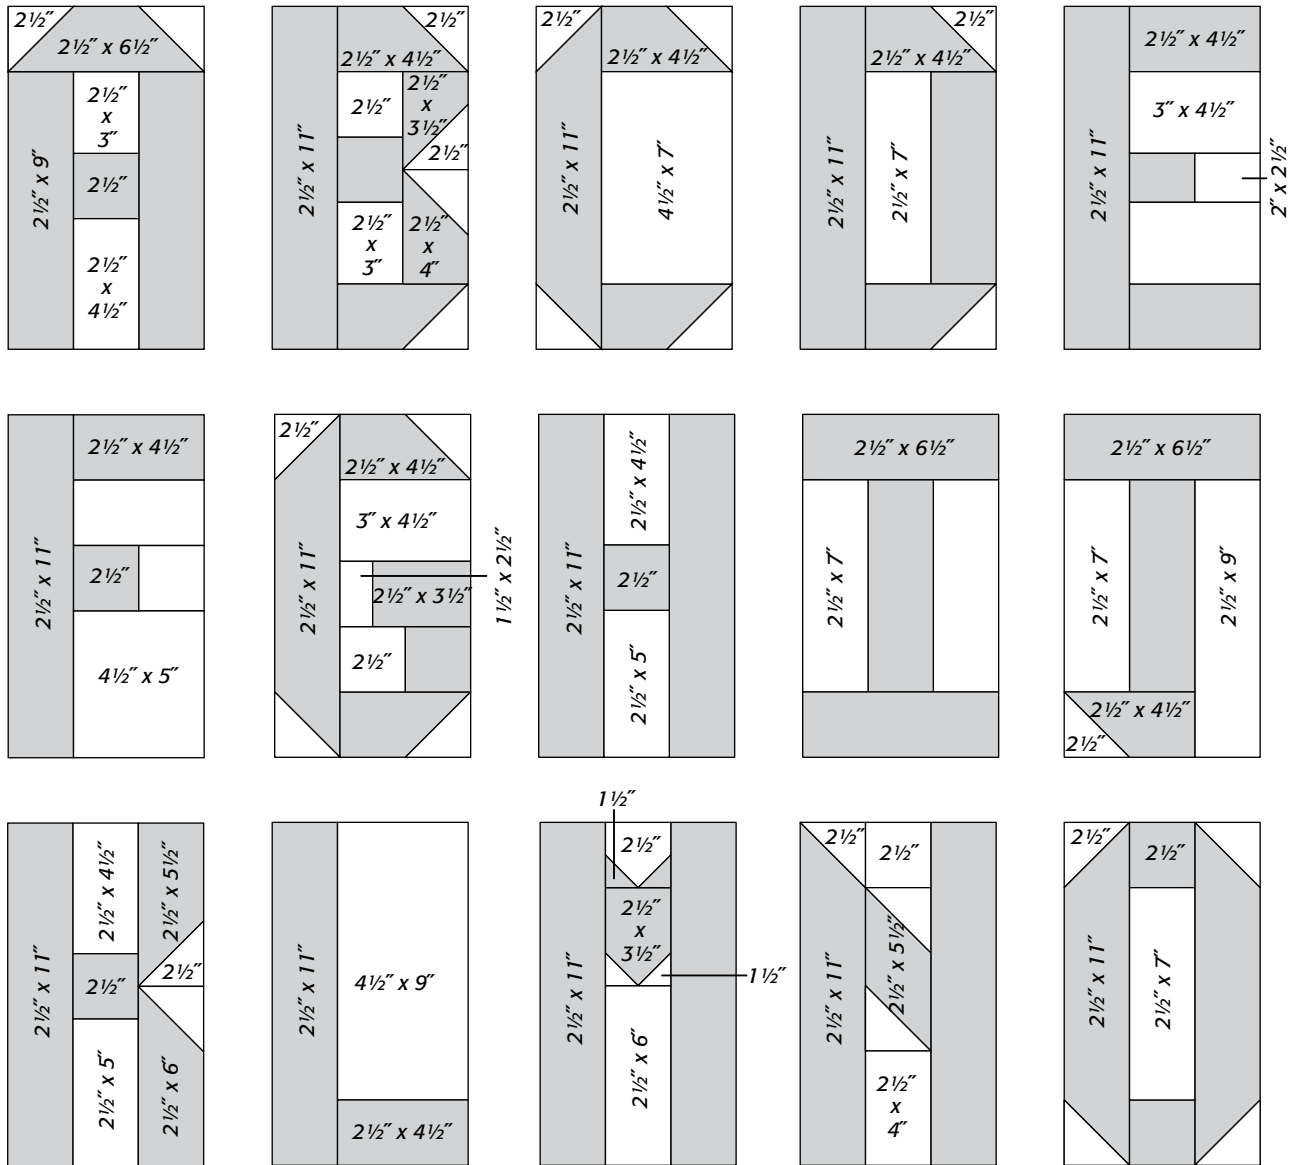 2½″
2½″ x 6½″
2½″
x
3″
2½″ x 9″
2½″
2½″
x
4½″
2½″
2½″ x 4½″
2½″
x
3½″
2½″
2½″ x 11″
2½″
2½″
x
3″
2½″
x
4″
2½″
2½″ x 4½″
2½″ x 11″
4½″ x 7″
2½″
2½″ x 4½″
2½″ x 11″
2½″ x 7″
2½″ x 4½″
3″ x 4½″
2½″ x 11″
2″ x 2½″
2½″ x 4½″
2½″ x 11″
2½″
4½″ x 5″
2½″
2½″ x 4½″
3″ x 4½″
2½″ x 11″
2½″ x 3½″
1½″ x 2½″
2½″
2½″ x 4½″
2½″ x 11″
2½″
2½″ x 5″
2½″ x 6½″
2½″ x 7″
2½″ x 6½″
2½″ x 7″
2½″ x 9″
2½″ x 4½″
2½″
2½″ x 4½″
2½″ x 5½″
2½″ x 11″
2½″
2½″
2½″ x 5″
2½″ x 6″
2½″ x 11″
4½″ x 9″
2½″ x 4½″
1½″
2½″
2½″
x
3½″
1½″
2½″ x 11″
2½″ x 6″
2½″
2½″
2½″ x 5½″
2½″ x 11″
2½″
x
4″
2½″
2½″
2½″ x 11″
2½″ x 7″